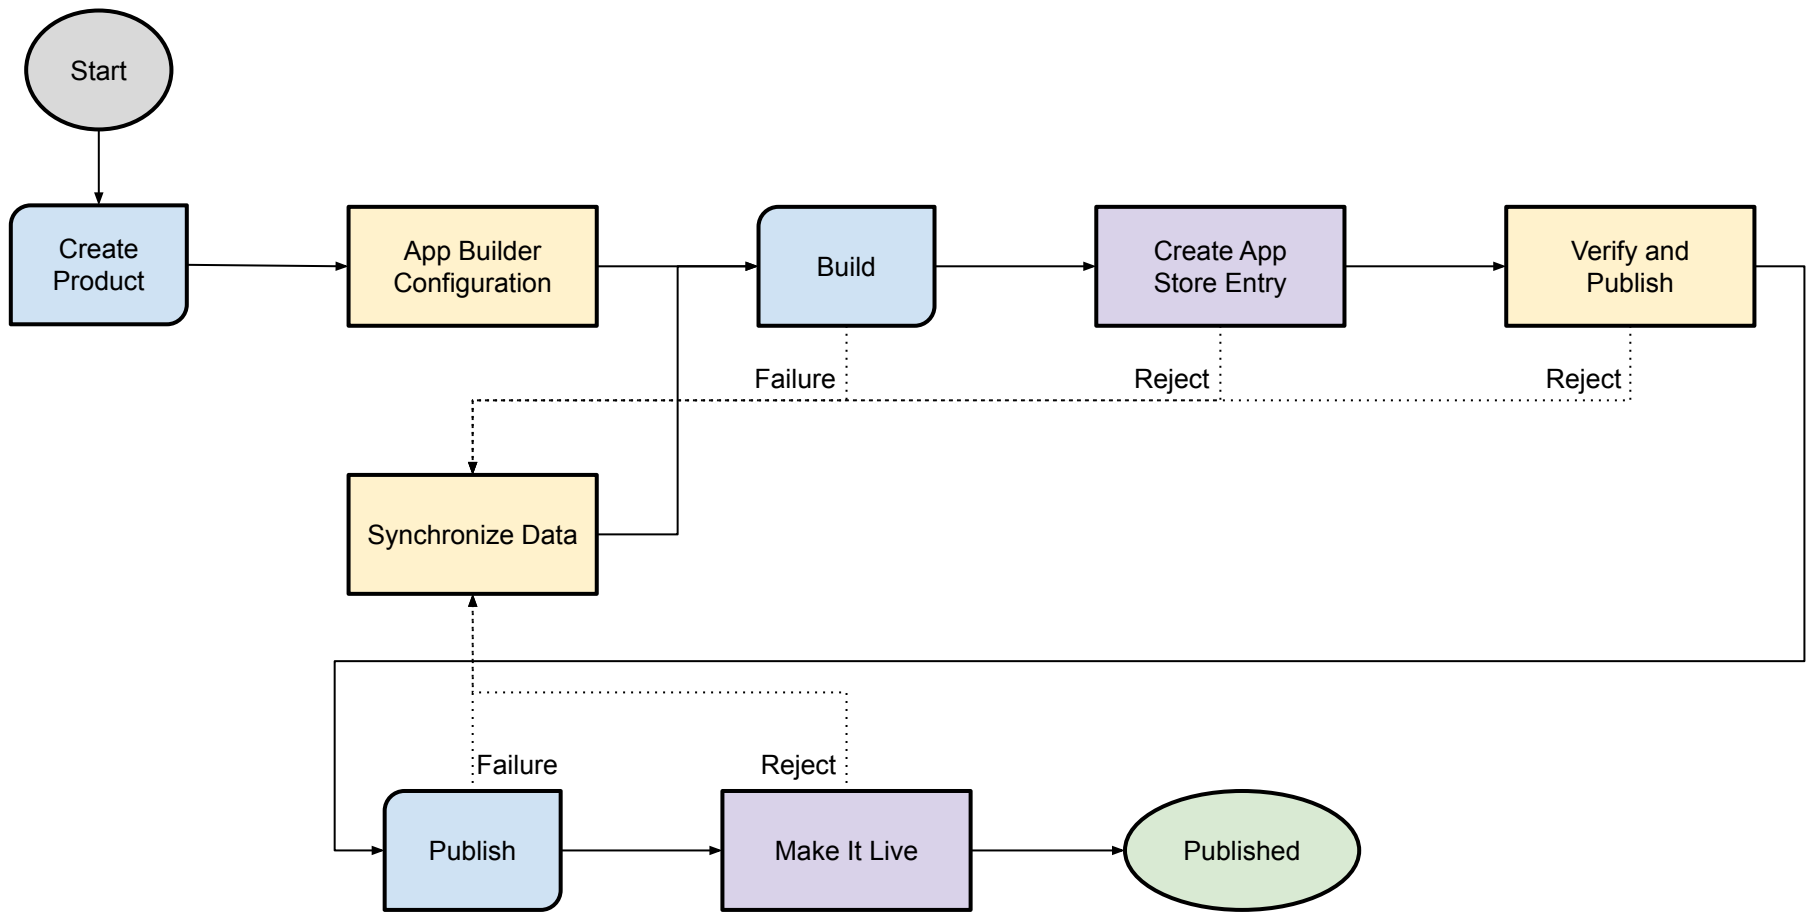 Start
Create
Product
App Builder
Configuration
Build
Create App
Store Entry
Verify and
Publish
Failure
Reject
Reject
Synchronize Data
Failure
Reject
Publish
Make It Live
Published